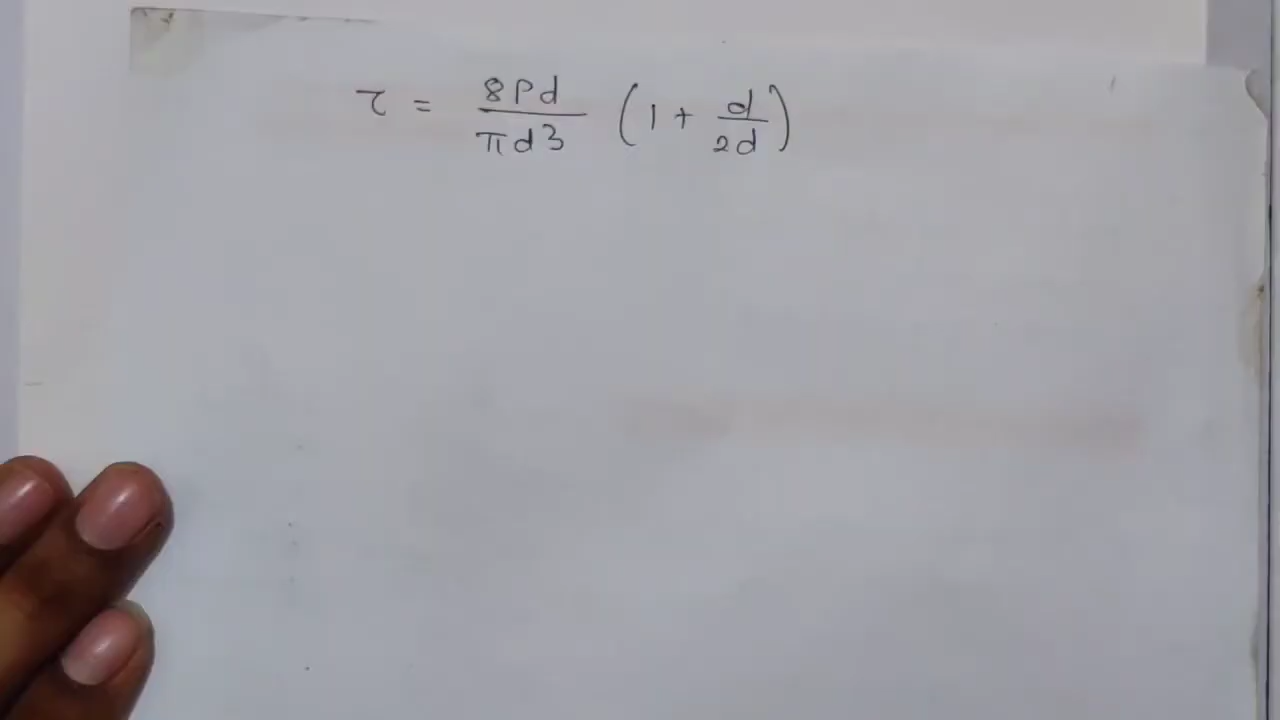 τ = 8Pd / πd3 (1 + d / 2d)